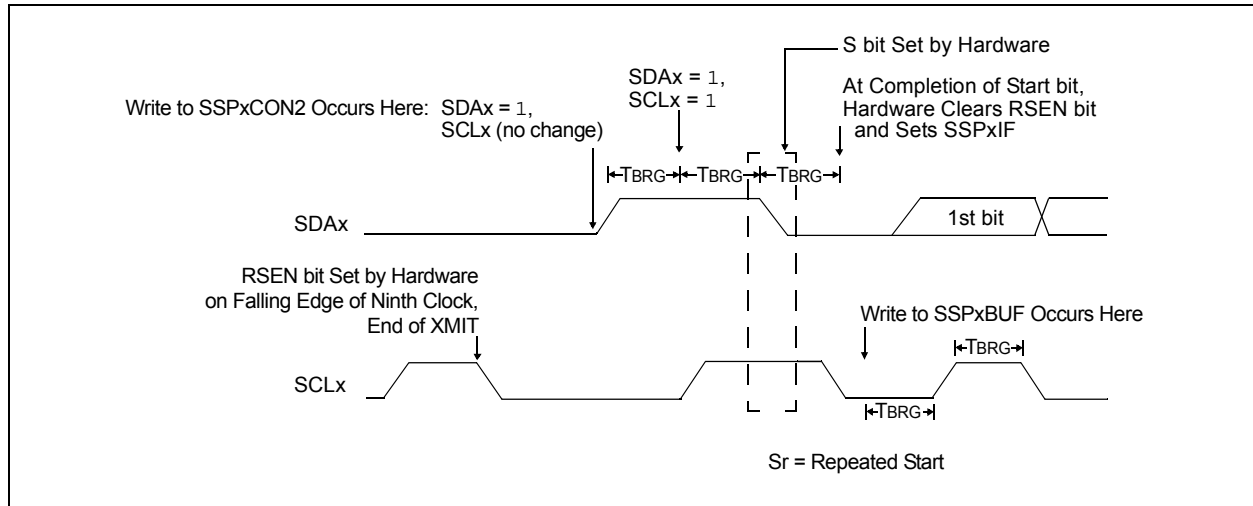 S bit Set by Hardware
SDAx = 1,
SCLx = 1
At Completion of Start bit,
Hardware Clears RSEN bit
and Sets SSPxIF
Write to SSPxCON2 Occurs Here: SDAx = 1,
SCLx (no change)
TBRG
TBRG
TBRG
SDAx
1st bit
RSEN bit Set by Hardware
on Falling Edge of Ninth Clock,
End of XMIT
Write to SSPxBUF Occurs Here
TBRG
SCLx
TBRG
Sr = Repeated Start